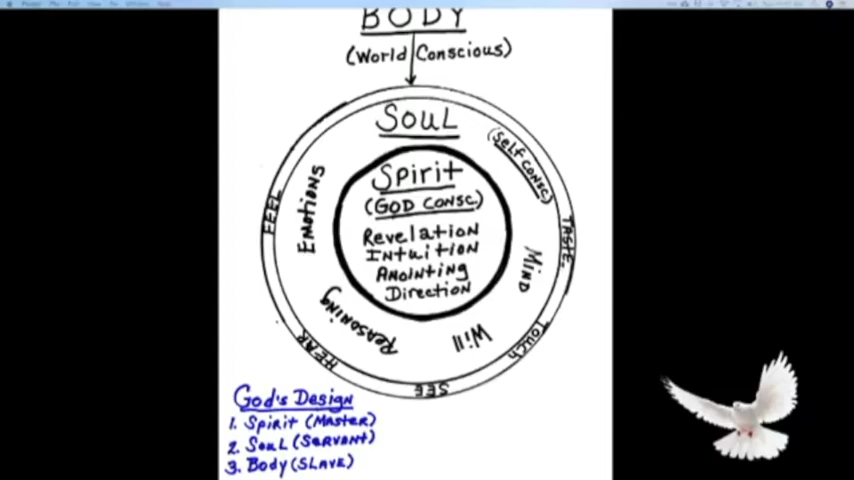 BODY
(World Conscious)
SOUL
(Self Consc.)
Spirit
(GOD CONSC.)
Revelation
Intuition
Anointing
Direction
EMOTIONS
MIND
REASONING
Will
FEEL
TASTE
HEAR
TOUCH
SEE
God's Design
1. Spirit (MASTER)
2. Soul (SERVANT)
3. Body (SLAVE)